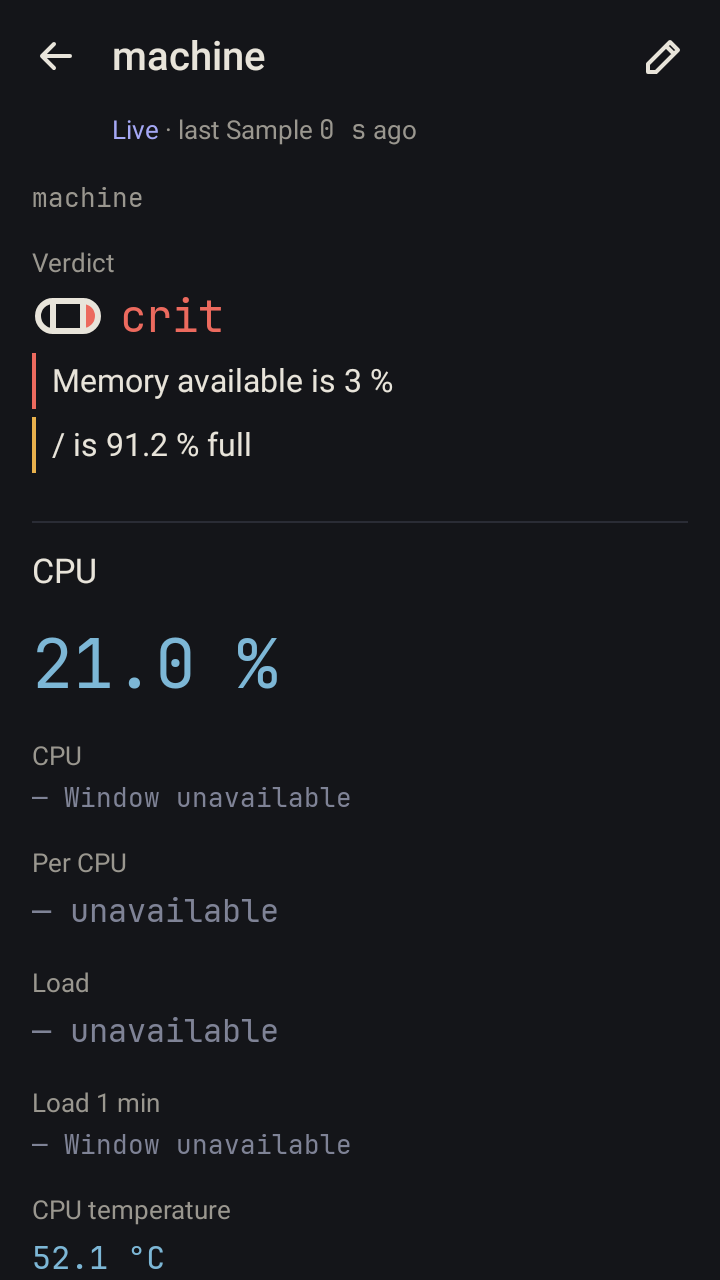 machine
Live · last Sample 0 s ago
machine
Verdict
crit
Memory available is 3 %
/ is 91.2 % full
CPU
21.0 %
CPU
— Window unavailable
Per CPU
— unavailable
Load
— unavailable
Load 1 min
— Window unavailable
CPU temperature
52.1 °C